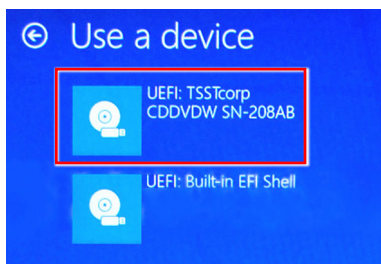 Use a device
UEFI: TSSTcorp
CDDVDW SN-208AB
UEFI: Built-in EFI Shell